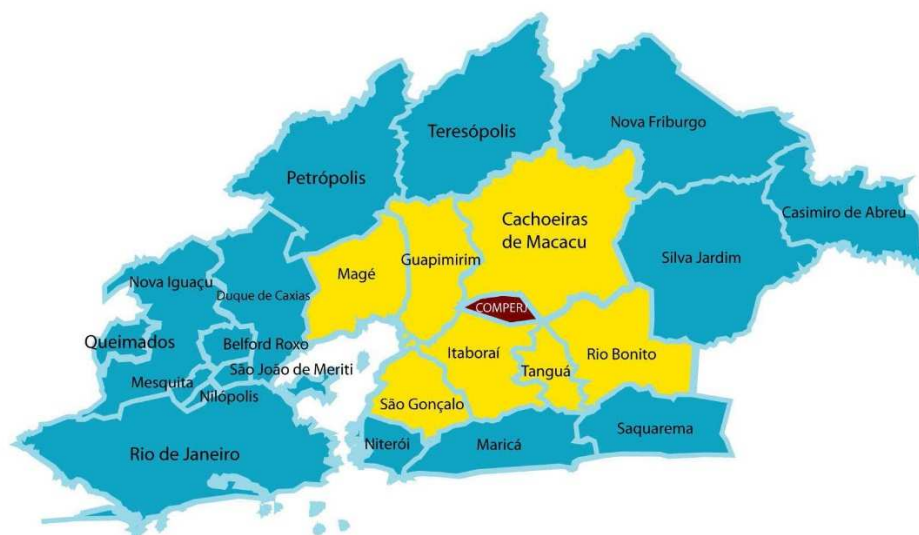 Nova Friburgo
Teresópolis
Petrópolis
Casimiro de Abreu
Cachoeiras
de Macacu
Silva Jardim
Guapimirim
Magé
Nova Iguaçu
Duque de Caxias
COMPERJ
Queimados
Belford Roxo
Itaboraí
Rio Bonito
São João de Meriti
Tanguá
Mesquita
Nilópolis
São Gonçalo
Saquarema
Niterói
Maricá
Rio de Janeiro